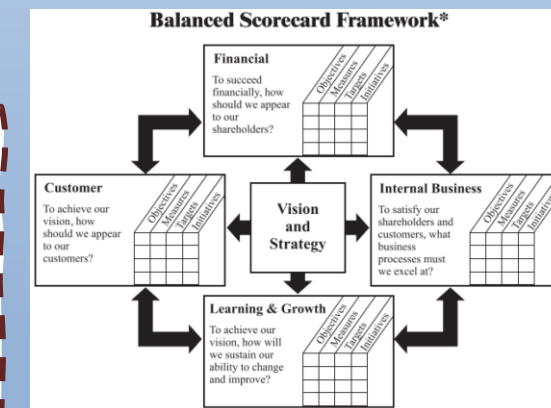 Balanced Scorecard Framework*
Financial
To succeed
financially, how
should we appear
to our
shareholders?
Objectives
Measures
Targets
Initiatives
Customer
To achieve our
vision, how
should we appear
to our
customers?
Objectives
Measures
Targets
Initiatives
Vision
and
Strategy
Internal Business
To satisfy our
shareholders and
customers, what
business
processes must
we excel at?
Objectives
Measures
Targets
Initiatives
Learning & Growth
To achieve our
vision, how will
we sustain our
ability to change
and improve?
Objectives
Measures
Targets
Initiatives